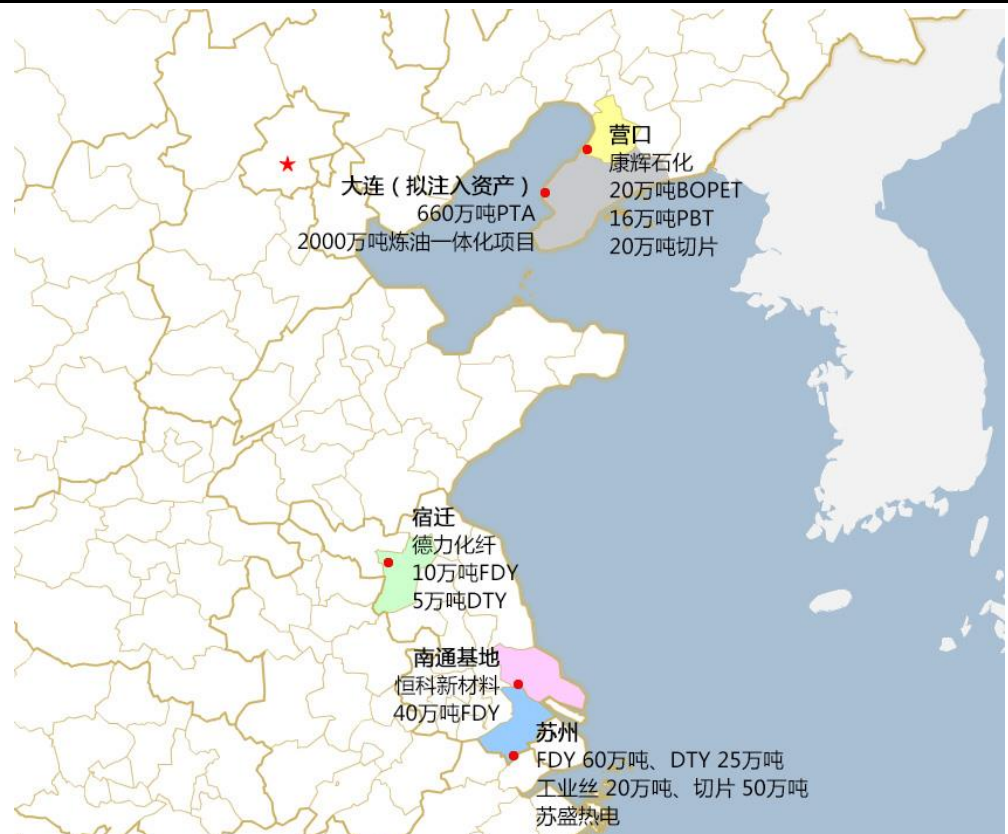 营口
康辉石化
20万吨BOPET
16万吨PBT
20万吨切片
大连（拟注入资产）
660万吨PTA
2000万吨炼油一体化项目
宿迁
德力化纤
10万吨FDY
5万吨DTY
南通基地
恒科新材料
40万吨FDY
苏州
FDY 60万吨、DTY 25万吨
工业丝 20万吨、切片 50万吨
苏盛热电